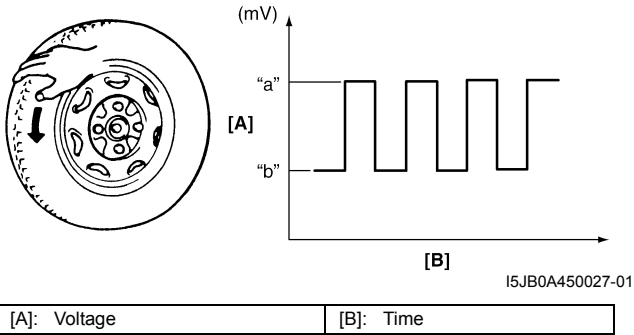 (mV)
“a”
[A]
“b”
[B]
I5JB0A450027-01
[A]: Voltage
[B]: Time